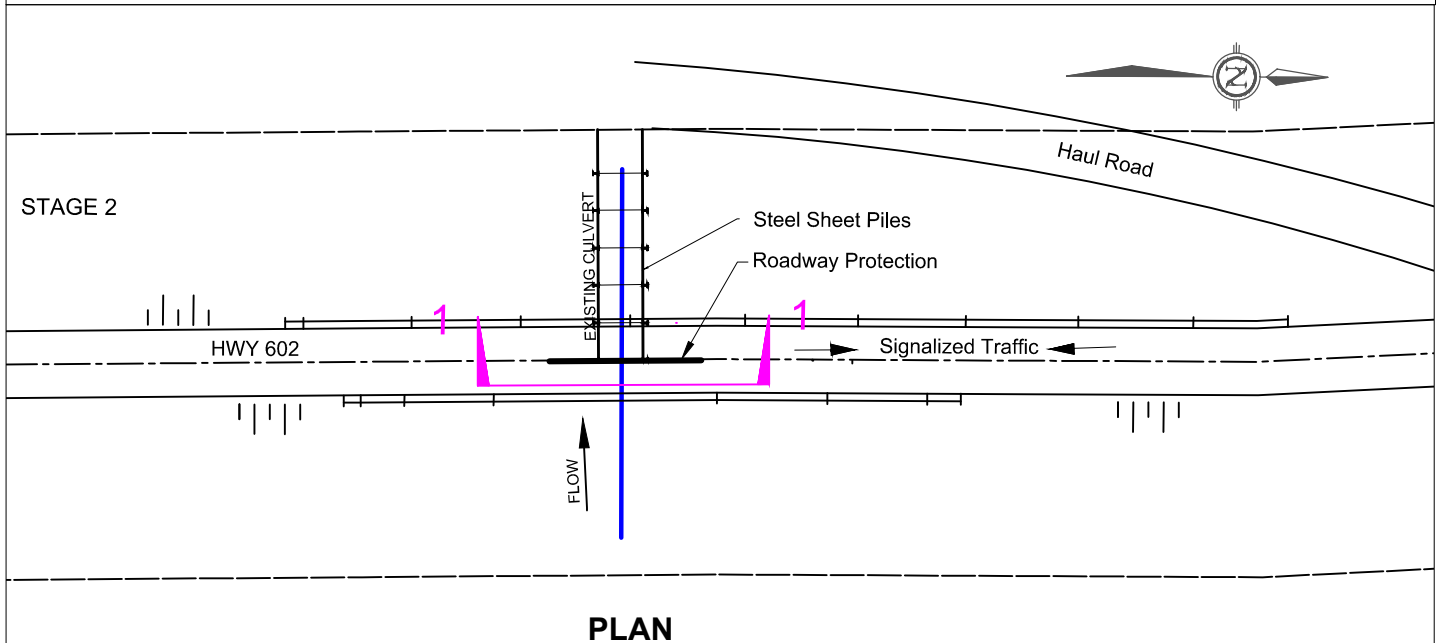 N
Haul Road
STAGE 2
Steel Sheet Piles
EXISTING CULVERT
Roadway Protection
1
1
HWY 602
Signalized Traffic
FLOW
PLAN